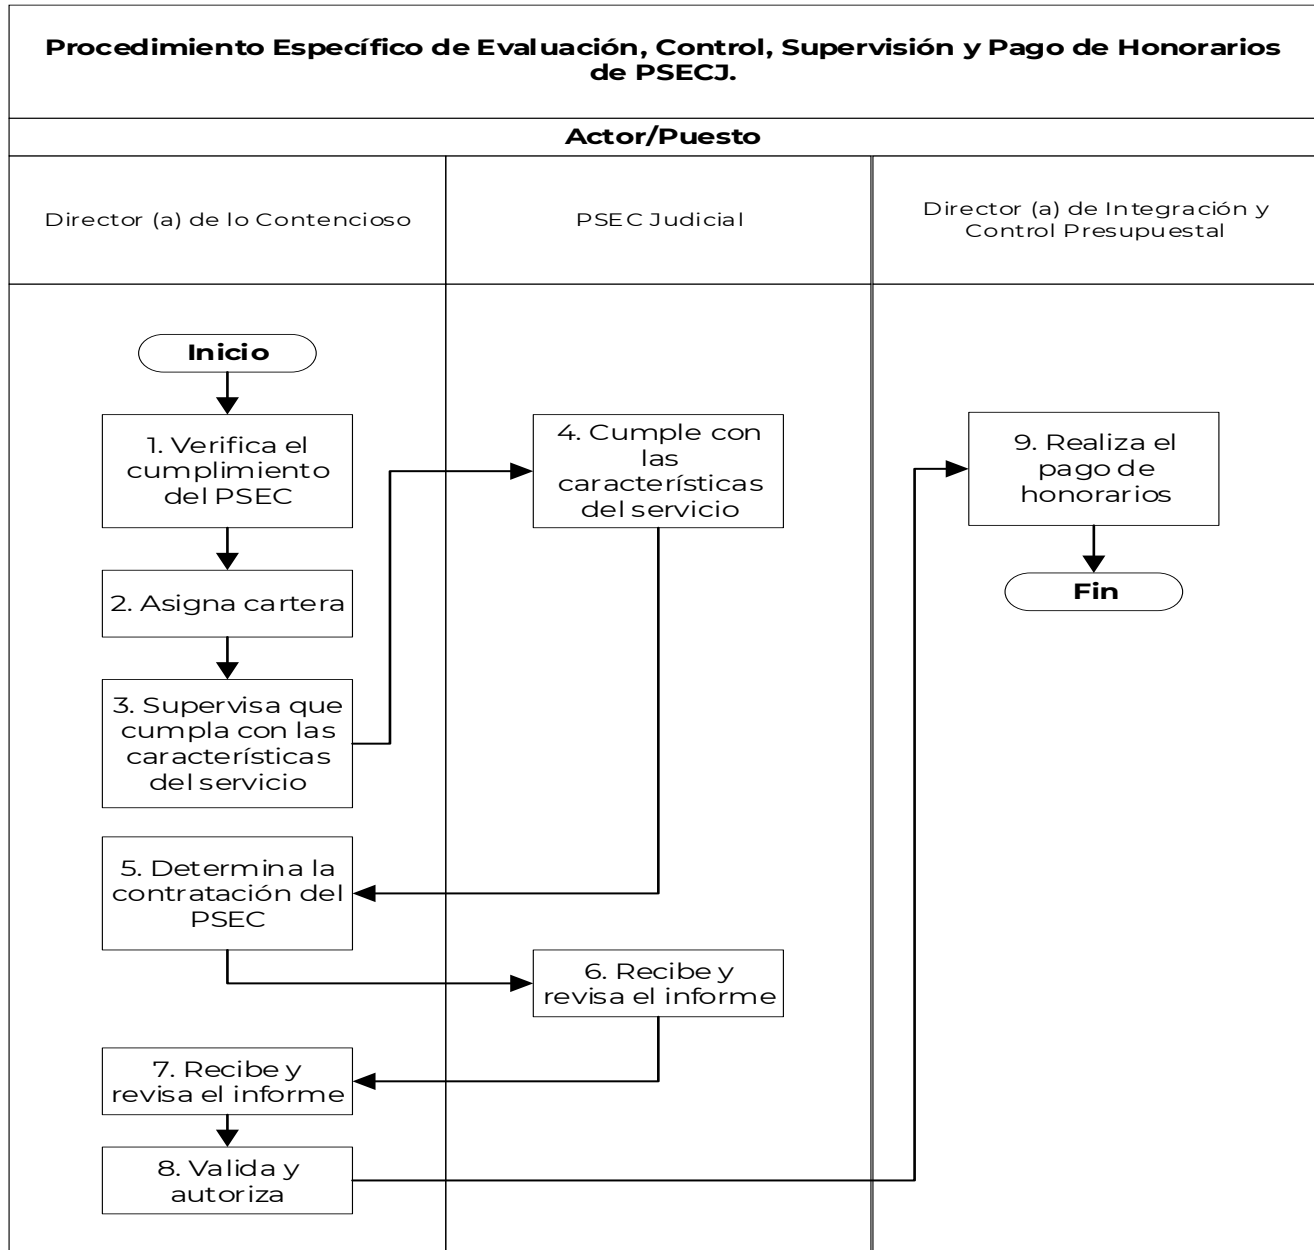 Procedimiento Específico de Evaluación, Control, Supervisión y Pago de Honorarios
de PSECJ.
Actor/Puesto
Director (a) de lo Contencioso
PSEC Judicial
Director (a) de Integración y
Control Presupuestal
Inicio
1. Verifica el
cumplimiento
del PSEC
2. Asigna cartera
3. Supervisa que
cumpla con las
características
del servicio
4. Cumple con
las
características
del servicio
5. Determina la
contratación del
PSEC
6. Recibe y
revisa el informe
7. Recibe y
revisa el informe
8. Valida y
autoriza
9. Realiza el
pago de
honorarios
Fin